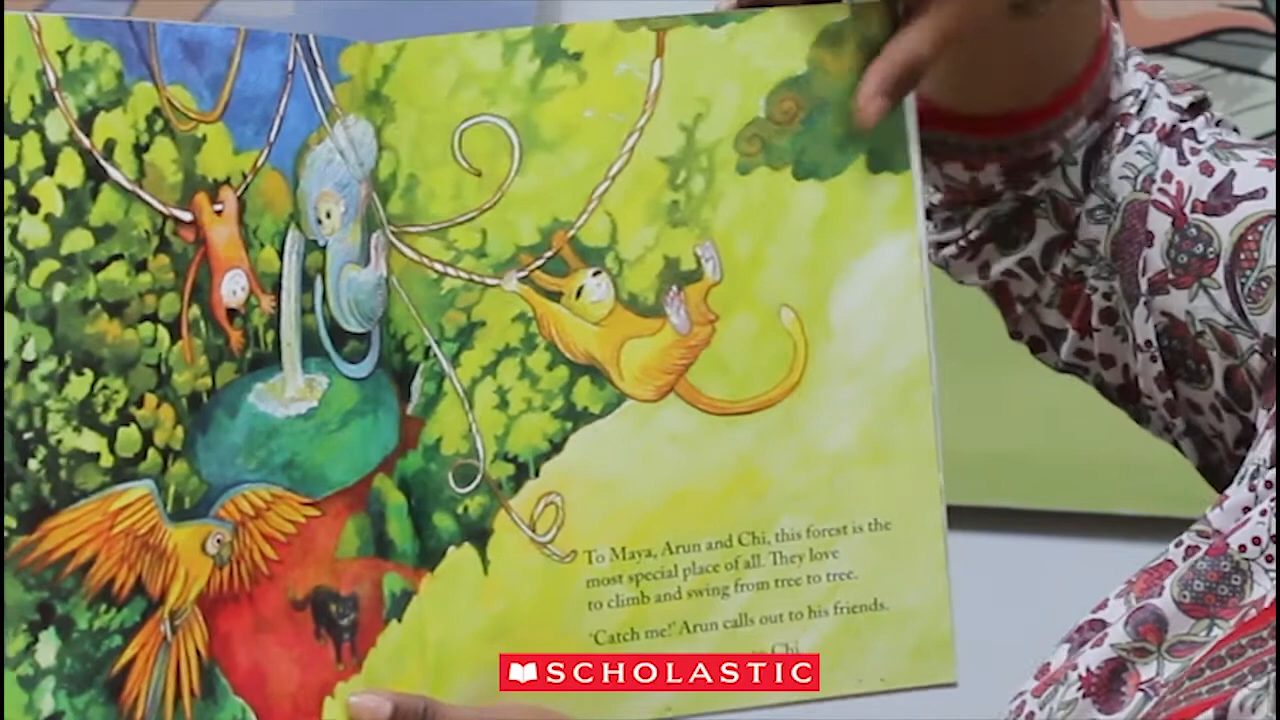 To Maya, Arun and Chi, this forest is the
most special place of all. They love
to climb and swing from tree to tree.
‘Catch me!’ Arun calls out to his friends.
Chi
SCHOLASTIC